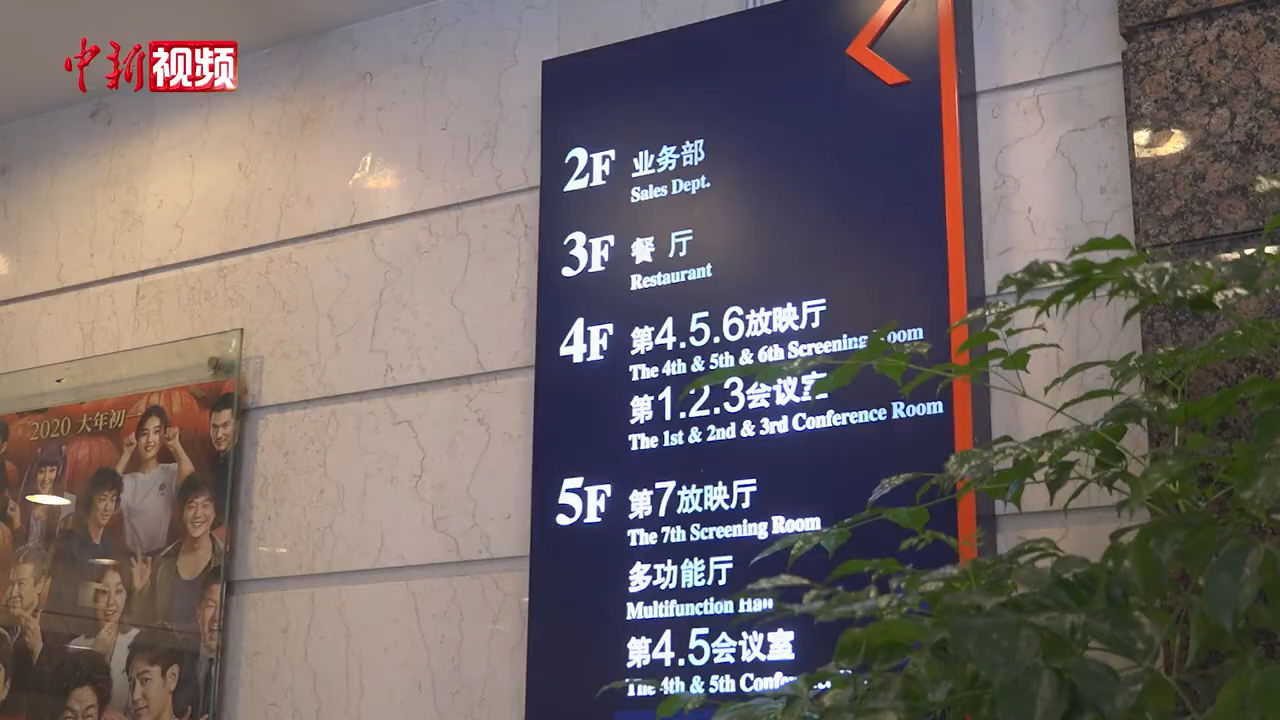 中新视频
2F 业务部
Sales Dept.
3F 餐厅
Restaurant
4F 第4.5.6放映厅
The 4th & 5th & 6th Screening Room
第1.2.3会议室
The 1st & 2nd & 3rd Conference Room
5F 第7放映厅
The 7th Screening Room
多功能厅
Multifunction Hall
第4.5会议室
The 4th & 5th
2020 大年初一